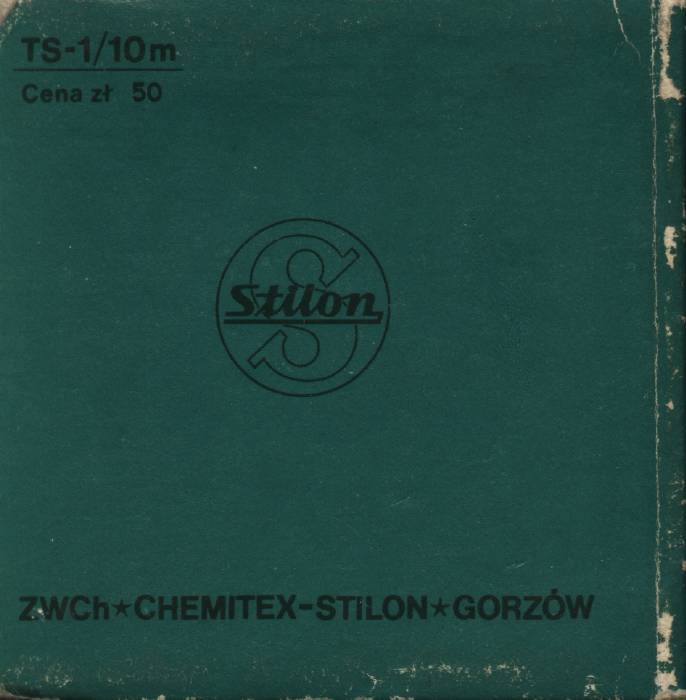 TS-1/10m
Cena zł 50
Stilon
ZWCh★CHEMITEX-STILON★GORZÓW